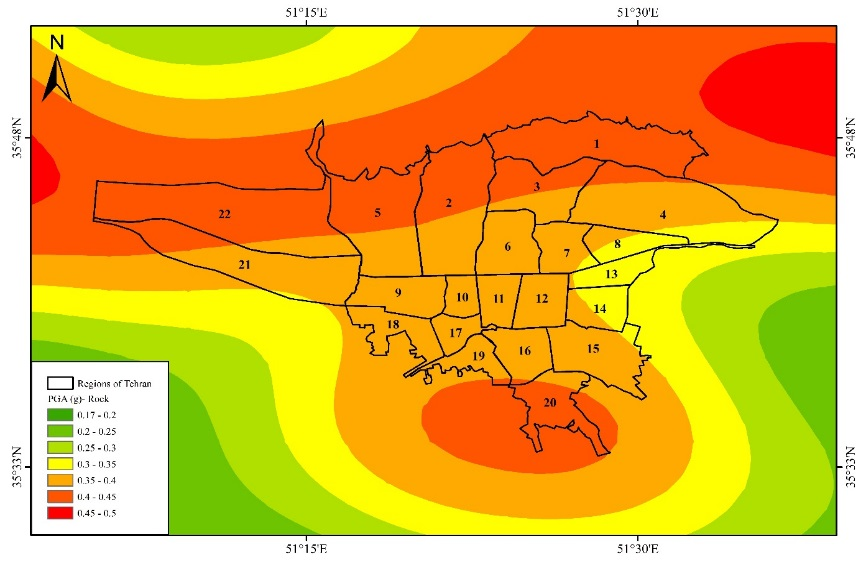 51°15'E
51°30'E
N
35°48'N
35°48'N
1
3
2
5
4
22
6
7
8
21
13
9
10
11
12
14
18
17
19
16
15
20
Regions of Tehran
PGA (g)- Rock
0.17 - 0.2
0.2 - 0.25
0.25 - 0.3
0.3 - 0.35
0.35 - 0.4
0.4 - 0.45
0.45 - 0.5
35°33'N
35°33'N
51°15'E
51°30'E